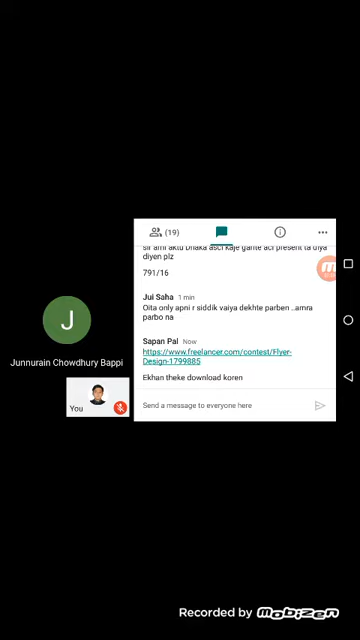 (19)
sir ami aktu Dhaka asci kaje gante aci present ta diya
diyen plz
791/16
Jui Saha 1 min
Oita only apni r siddik vaiya dekhte parben ..amra
parbo na
Sapan Pal Now
https://www.freelancer.com/contest/Flyer-
Design-1799885
Ekhan theke download koren
Send a message to everyone here
J
Junnurain Chowdhury Bappi
You
Recorded by mobizen